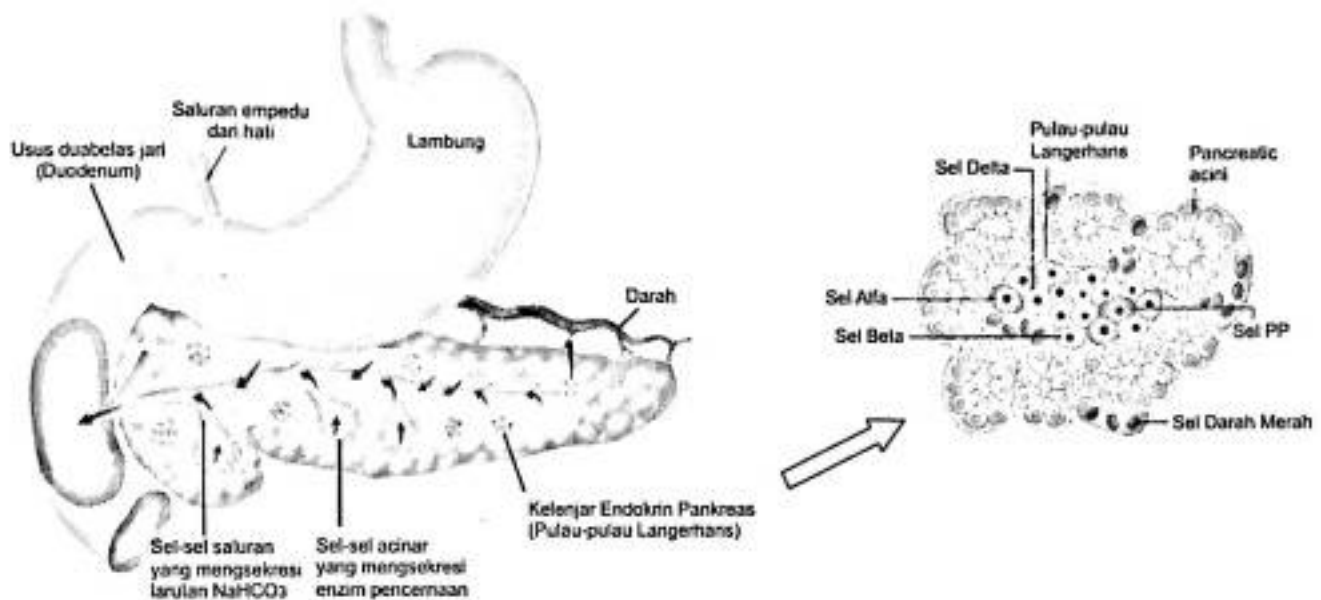 Saluran empedu
dari hati
Usus duabelas jari
(Duodenum)
Lambung
Darah
Kelenjar Endokrin Pankreas
(Pulau-pulau Langerhans)
Sel-sel saluran
yang mengsekresi
larulan NaHCO3
Sel-sel acinar
yang mengsekresi
enzim pencernaan
Pulau-pulau
Langerhans
Sel Delta
Pancreatic
acini
Sel Alfa
Sel Beta
Sel PP
Sel Darah Merah